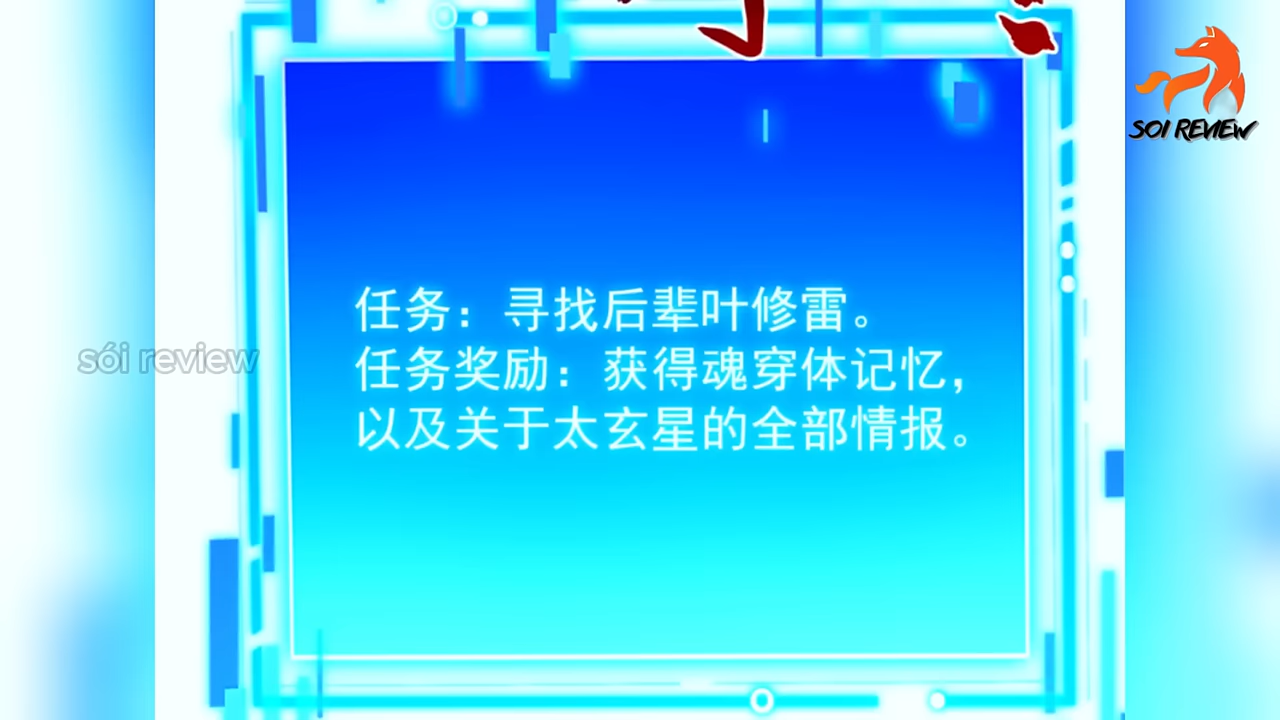 SOI REVIEW
任务：寻找后辈叶修雷。
任务奖励：获得魂穿体记忆，
以及关于太玄星的全部情报。
sói review